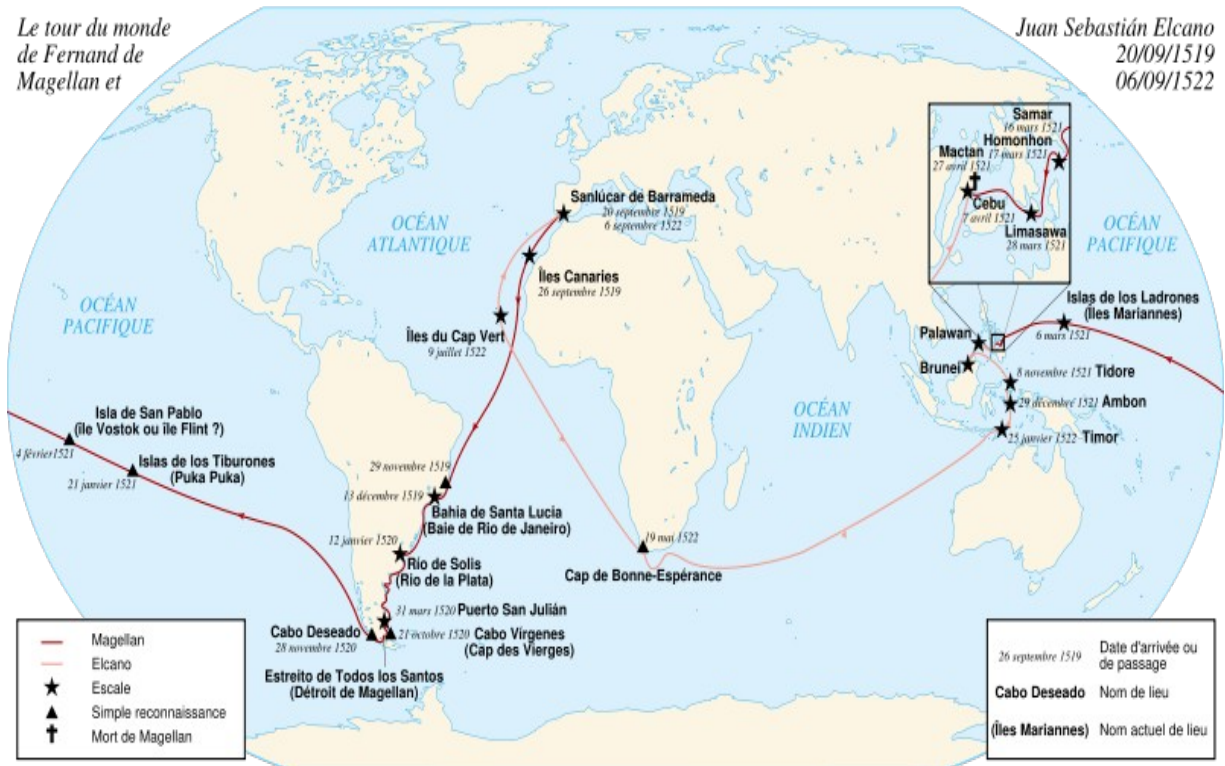 Le tour du monde
de Fernand de
Magellan et
Juan Sebastián Elcano
20/09/1519
06/09/1522
Samar
16 mars 1521
Homonhon
17 mars 1521
Mactan
27 avril 1521
Cebu
7 avril 1521
Limasawa
28 mars 1521
Sanlúcar de Barrameda
20 septembre 1519
6 septembre 1522
OCÉAN
ATLANTIQUE
OCÉAN
PACIFIQUE
Îles Canaries
26 septembre 1519
OCÉAN
PACIFIQUE
Islas de los Ladrones
(Îles Mariannes)
6 mars 1521
Îles du Cap Vert
9 juillet 1522
Palawan
Brunei
8 novembre 1521 Tidore
29 décembre 1521 Ambon
25 janvier 1522 Timor
OCÉAN
INDIEN
Isla de San Pablo
(île Vostok ou île Flint ?)
4 février1521
Islas de los Tiburones
(Puka Puka)
21 janvier 1521
29 novembre 1519
13 décembre 1519
Bahia de Santa Lucia
(Baie de Rio de Janeiro)
12 janvier 1520
Río de Solis
(Rio de la Plata)
19 mai 1522
Cap de Bonne-Espérance
31 mars 1520 Puerto San Julián
Cabo Deseado
28 novembre 1520
21 octobre 1520 Cabo Vírgenes
(Cap des Vierges)
Estreito de Todos los Santos
(Détroit de Magellan)
Magellan
Elcano
Escale
Simple reconnaissance
Mort de Magellan
26 septembre 1519 Date d'arrivée ou
de passage
Cabo Deseado Nom de lieu
(Îles Mariannes) Nom actuel de lieu